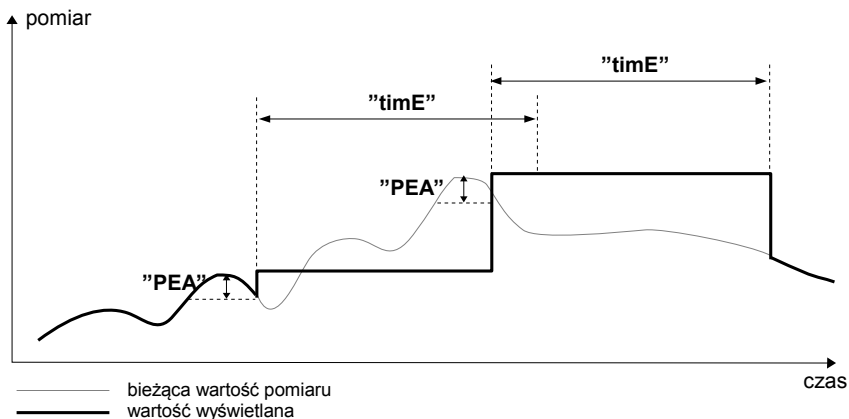 pomiar
”timE”
”timE”
”PEA”
”PEA”
czas
bieżąca wartość pomiaru
wartość wyświetlana